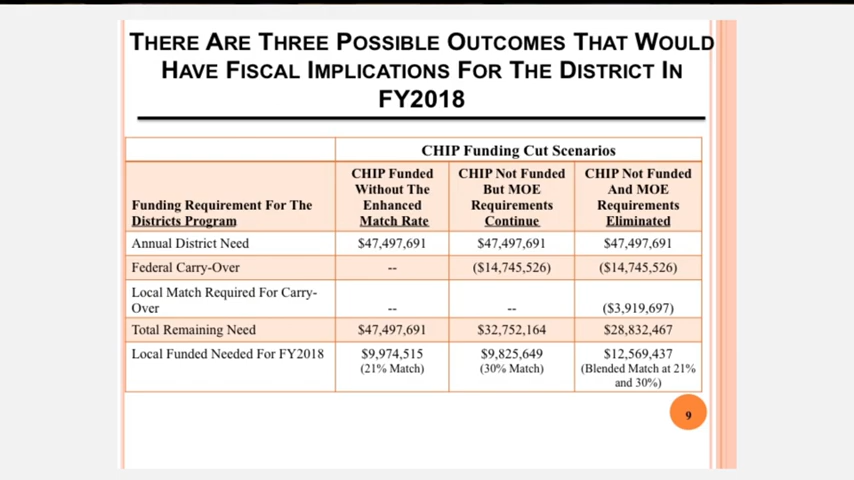 THERE ARE THREE POSSIBLE OUTCOMES THAT WOULD
HAVE FISCAL IMPLICATIONS FOR THE DISTRICT IN
FY2018
CHIP Funding Cut Scenarios
Funding Requirement For The
Districts Program
CHIP Funded
Without The
Enhanced
Match Rate
CHIP Not Funded
But MOE
Requirements
Continue
CHIP Not Funded
And MOE
Requirements
Eliminated
Annual District Need $47,497,691 $47,497,691 $47,497,691
Federal Carry-Over -- ($14,745,526) ($14,745,526)
Local Match Required For Carry-
Over -- -- ($3,919,697)
Total Remaining Need $47,497,691 $32,752,164 $28,832,467
Local Funded Needed For FY2018 $9,974,515 $9,825,649 $12,569,437
(21% Match) (30% Match) (Blended Match at 21%
and 30%)
9